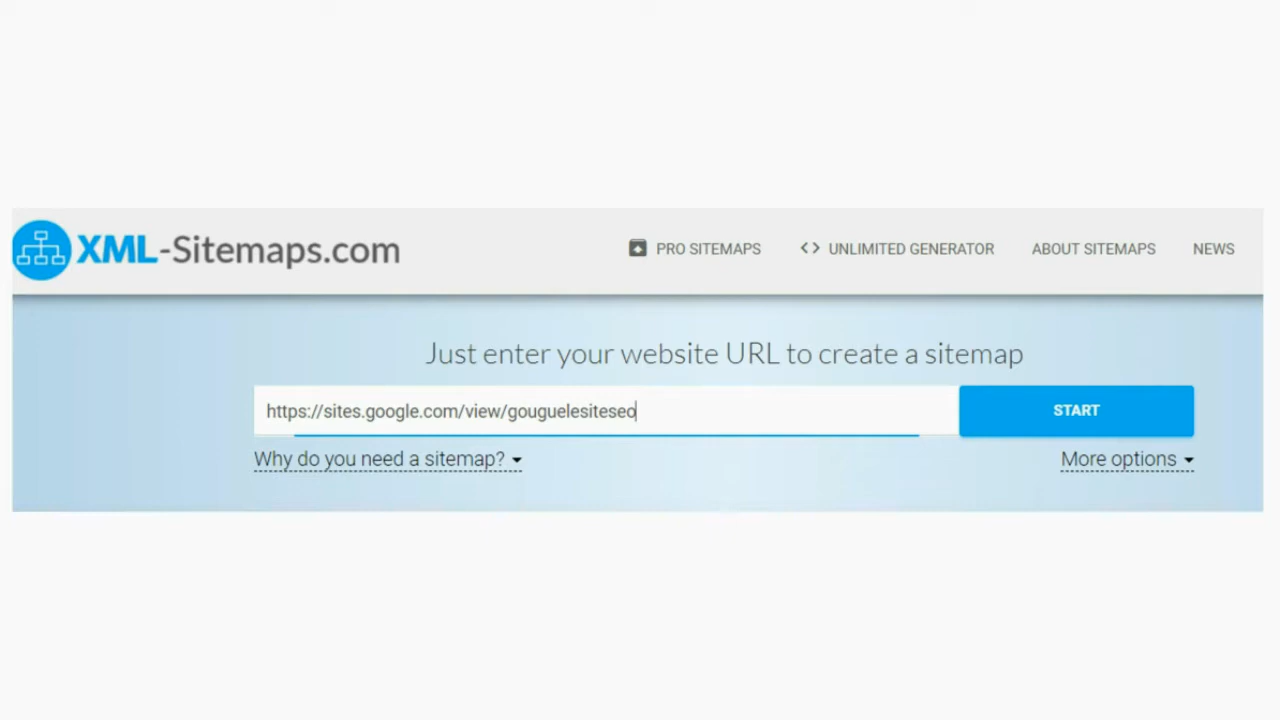 XML-Sitemaps.com
PRO SITEMAPS
<> UNLIMITED GENERATOR
ABOUT SITEMAPS
NEWS
Just enter your website URL to create a sitemap
https://sites.google.com/view/gouguelesiteseo
START
Why do you need a sitemap?
More options